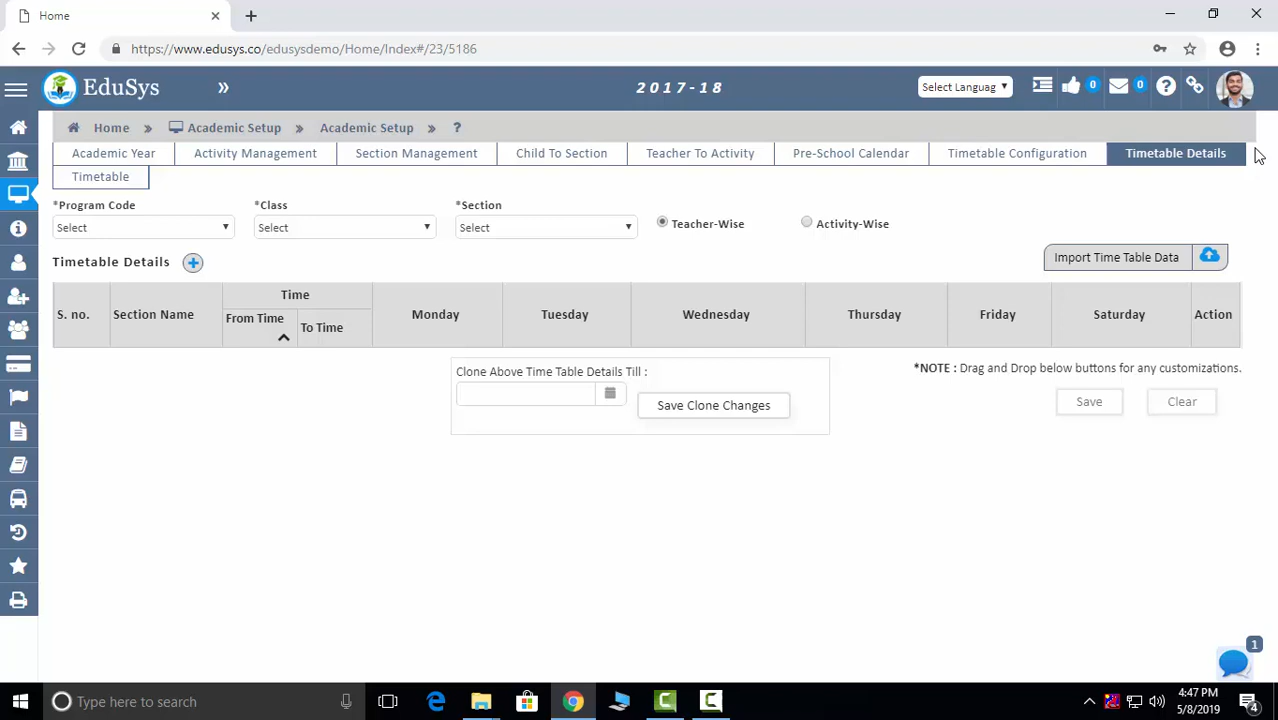 Home
https://www.edusys.co/edusysdemo/Home/Index#/23/5186
EduSys » 2017-18 Select Languag 0 0
Home » Academic Setup » Academic Setup » ?
Academic Year Activity Management Section Management Child To Section Teacher To Activity Pre-School Calendar Timetable Configuration Timetable Details
Timetable
*Program Code *Class *Section
Select Select Select Teacher-Wise Activity-Wise
Timetable Details Import Time Table Data
S. no. Section Name Time Monday Tuesday Wednesday Thursday Friday Saturday Action
From Time To Time
Clone Above Time Table Details Till :
*NOTE : Drag and Drop below buttons for any customizations.
Save Clone Changes Save Clear
1
Type here to search
4:47 PM
5/8/2019
4